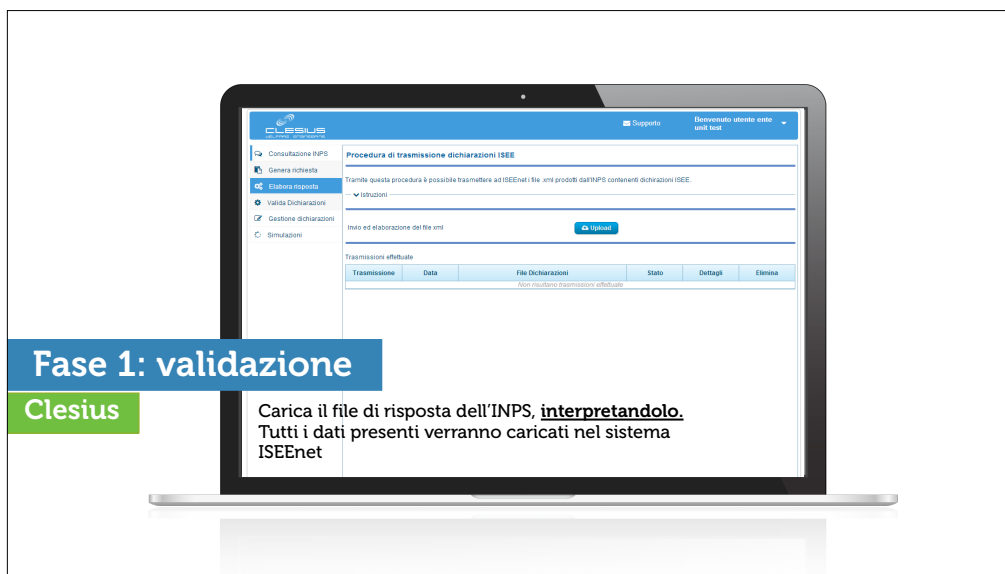 CLESIUS
WELFARE ENGINEERING
Supporto
Benvenuto utente ente
unit test
Consultazione INPS
Genera richiesta
Elabora risposta
Valida Dichiarazioni
Gestione dichiarazioni
Simulazioni
Procedura di trasmissione dichiarazioni ISEE
Tramite questa procedura è possibile trasmettere ad ISEEnet i file .xml prodotti dall'INPS contenenti dichirazioni ISEE.
Istruzioni
Invio ed elaborazione del file xml
Upload
Trasmissioni effettuate
Trasmissione Data File Dichiarazioni Stato Dettagli Elimina
Non risultano trasmissioni effettuate
Fase 1: validazione
Clesius
Carica il file di risposta dell'INPS, interpretandolo.
Tutti i dati presenti verranno caricati nel sistema
ISEEnet